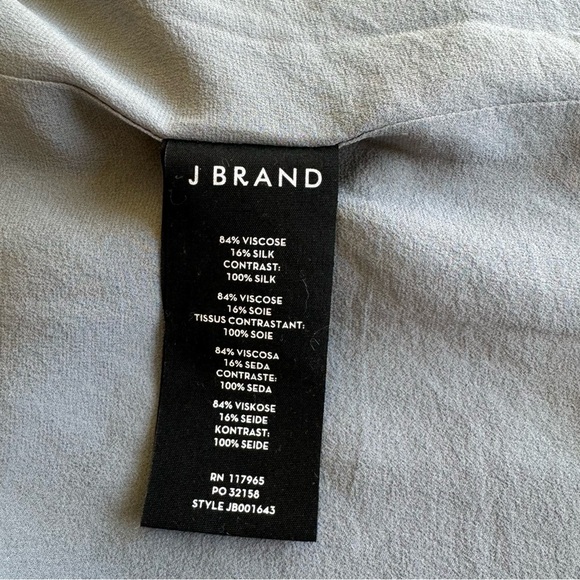 J BRAND
84% VISCOSE
16% SILK
CONTRAST:
100% SILK
84% VISCOSE
16% SOIE
TISSUS CONTRASTANT:
100% SOIE
84% VISCOSA
16% SEDA
CONTRASTE:
100% SEDA
84% VISKOSE
16% SEIDE
KONTRAST:
100% SEIDE
RN 117965
PO 32158
STYLE JB001643